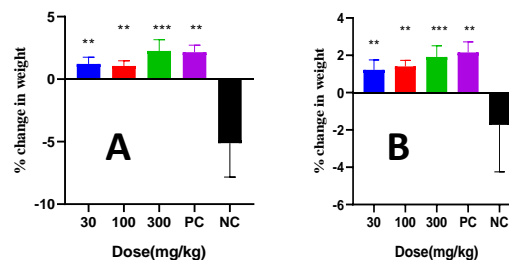 ** ** *** **
5
0
-5
-10
% change in weight
A
30 100 300 PC NC
Dose(mg/kg)
** ** *** **
4
2
0
-2
-4
-6
% change in weight
B
30 100 300 PC NC
Dose(mg/kg)